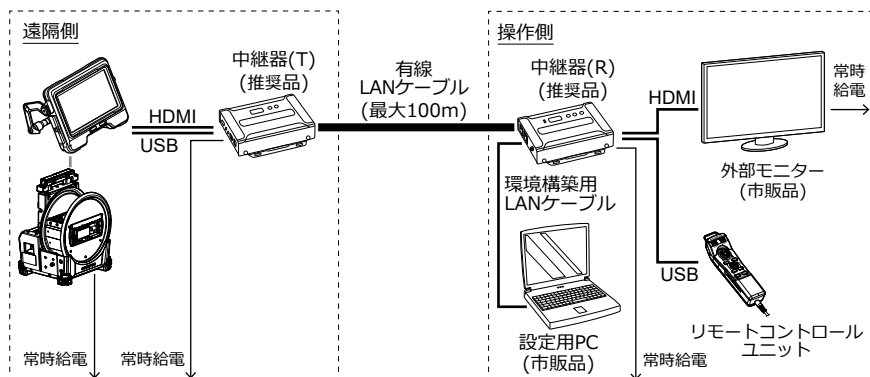 遠隔側
中継器(T)
(推奨品)
HDMI
USB
常時給電
常時給電
有線
LANケーブル
(最大100m)
操作側
中継器(R)
(推奨品)
HDMI
常時
給電
外部モニター
(市販品)
環境構築用
LANケーブル
USB
設定用PC
(市販品)
常時給電
リモートコントロール
ユニット